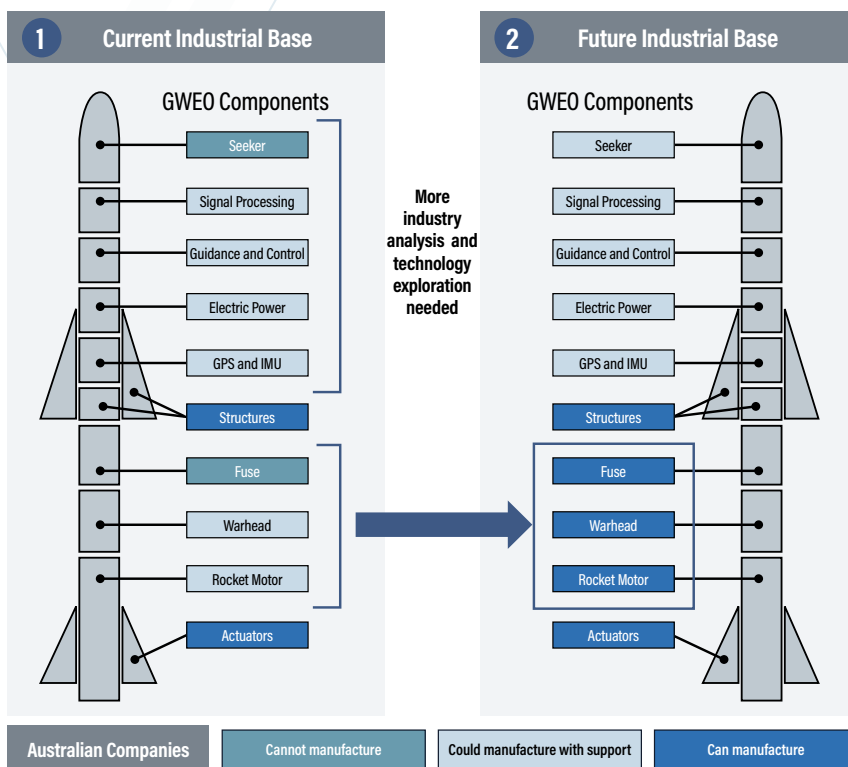 1 Current Industrial Base
GWEO Components
Seeker
Signal Processing
Guidance and Control
Electric Power
GPS and IMU
Structures
Fuse
Warhead
Rocket Motor
Actuators
More
industry
analysis and
technology
exploration
needed
2 Future Industrial Base
GWEO Components
Seeker
Signal Processing
Guidance and Control
Electric Power
GPS and IMU
Structures
Fuse
Warhead
Rocket Motor
Actuators
Australian Companies
Cannot manufacture
Could manufacture with support
Can manufacture